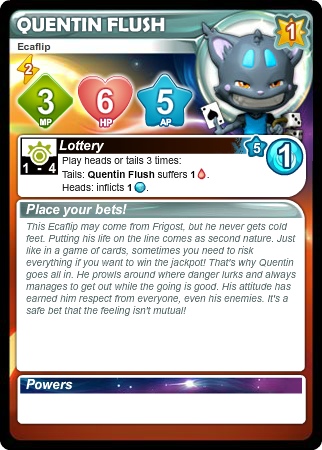 QUENTIN FLUSH
1
Ecaflip
2
3
MP
6
HP
5
AP
Lottery
5
1
1 - 4
Play heads or tails 3 times:
Tails: Quentin Flush suffers 1.
Heads: inflicts 1.
Place your bets!
This Ecaflip may come from Frigost, but he never gets cold
feet. Putting his life on the line comes as second nature. Just
like in a game of cards, sometimes you need to risk
everything if you want to win the jackpot! That's why Quentin
goes all in. He prowls around where danger lurks and always
manages to get out while the going is good. His attitude has
earned him respect from everyone, even his enemies. It's a
safe bet that the feeling isn't mutual!
Powers